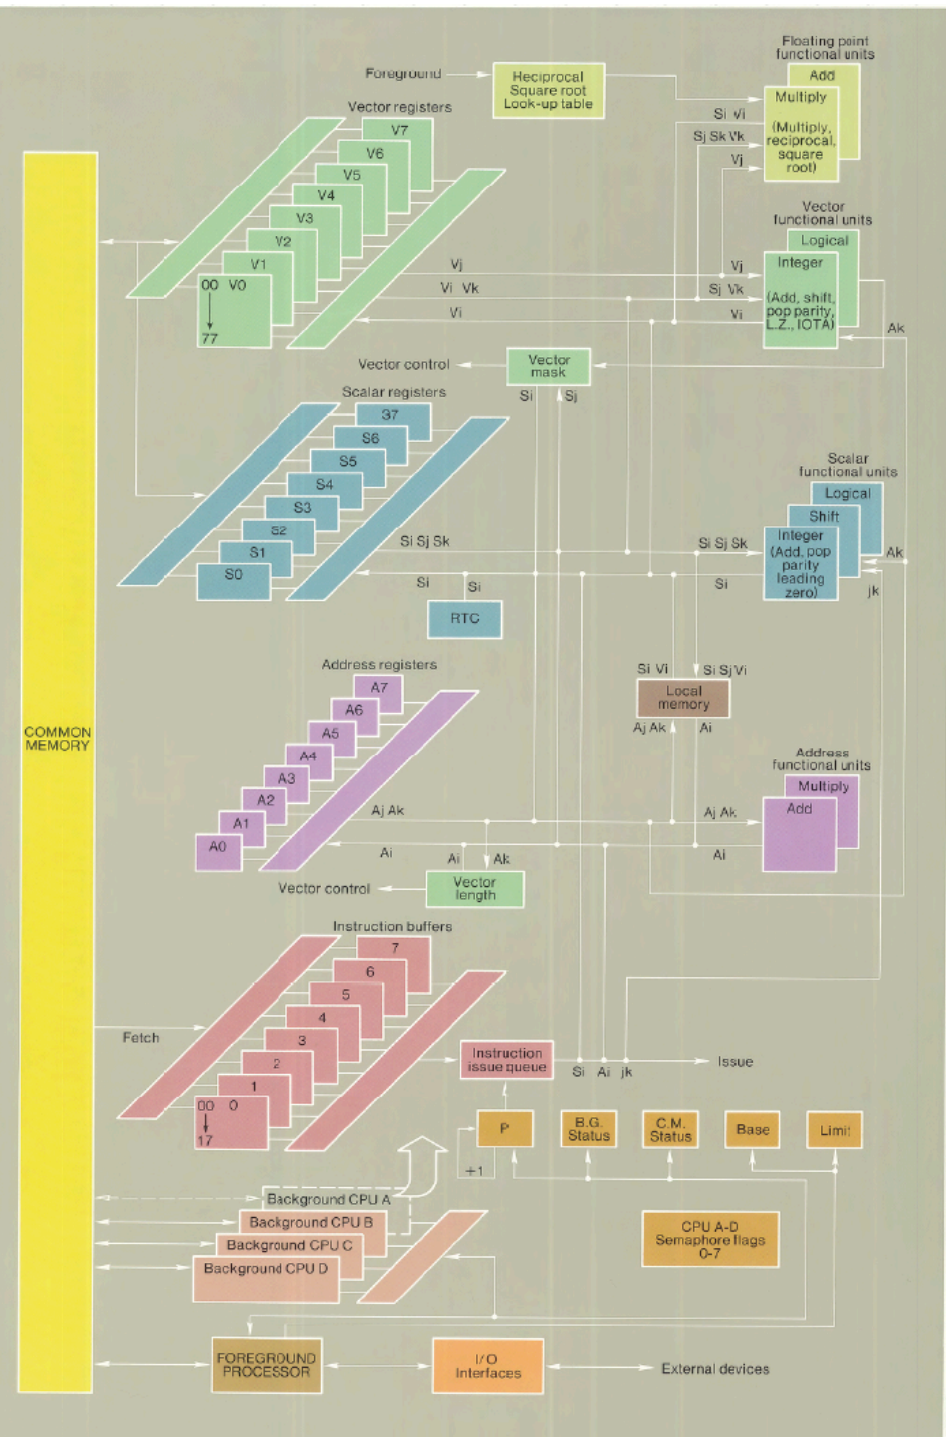 Floating point
functional units
Add
Multiply
(Multiply,
reciprocal,
square
root)
Foreground
Reciprocal
Square root
Look-up table
Si Vi
Sj Sk Vk
Vj
Vector registers
V7
V6
V5
V4
V3
V2
V1
00 V0
77
Vector
functional units
Logical
Integer
(Add, shift,
pop parity,
L.Z., IOTA)
Vj
Vj
Vi Vk
Sj Vk
Vi
Vi
Ak
Vector control
Vector
mask
Si
Sj
Scalar registers
S7
S6
S5
S4
S3
S2
S1
S0
Scalar
functional units
Logical
Shift
Integer
(Add, pop
parity
leading
zero)
Si Sj Sk
Si Sj Sk
Ak
Si
Si
Si
jk
RTC
COMMON
MEMORY
Address registers
A7
A6
A5
A4
A3
A2
A1
A0
Si Vi
Si Sj Vi
Local
memory
Aj Ak
Ai
Address
functional units
Multiply
Add
Aj Ak
Aj Ak
Ai
Ai
Ak
Ai
Vector control
Vector
length
Instruction buffers
7
6
5
4
3
2
1
00 0
17
Fetch
Instruction
issue queue
Si Ai jk
Issue
P
+1
B.G.
Status
C.M.
Status
Base
Limit
Background CPU A
Background CPU B
Background CPU C
Background CPU D
CPU A-D
Semaphore flags
0-7
FOREGROUND
PROCESSOR
I/O
Interfaces
External devices